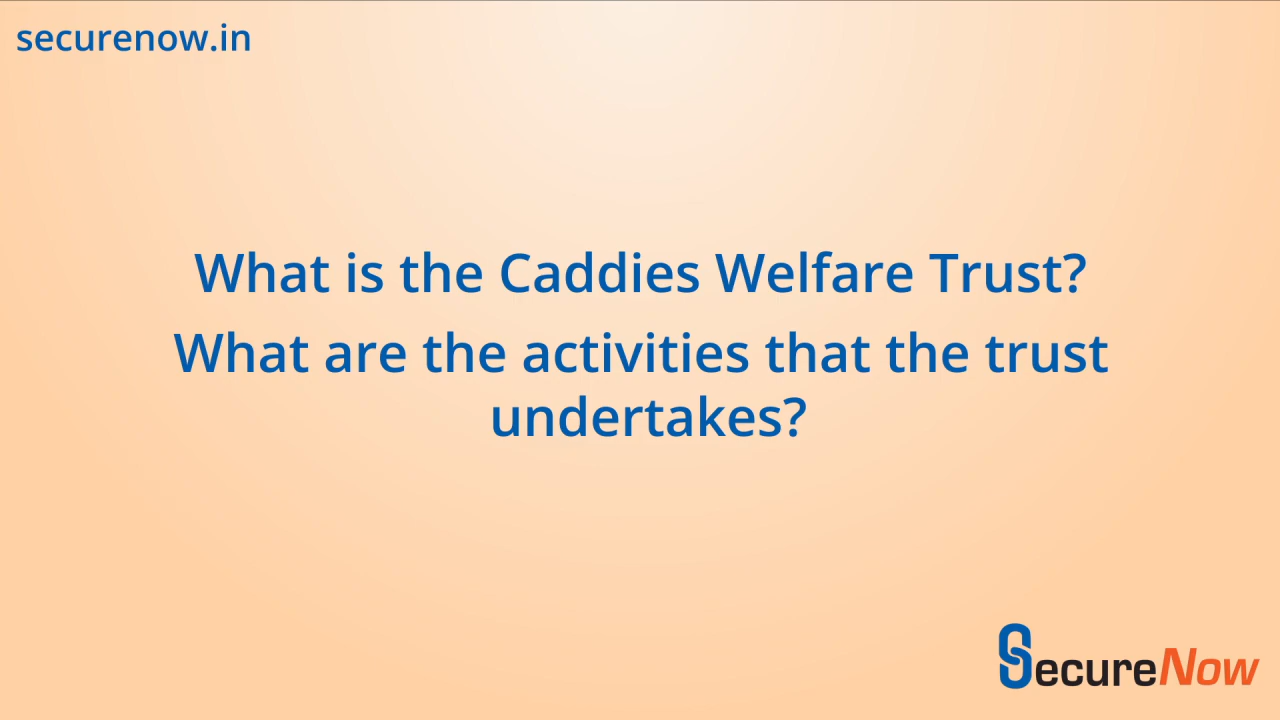 securenow.in
What is the Caddies Welfare Trust?
What are the activities that the trust
undertakes?
SecureNow